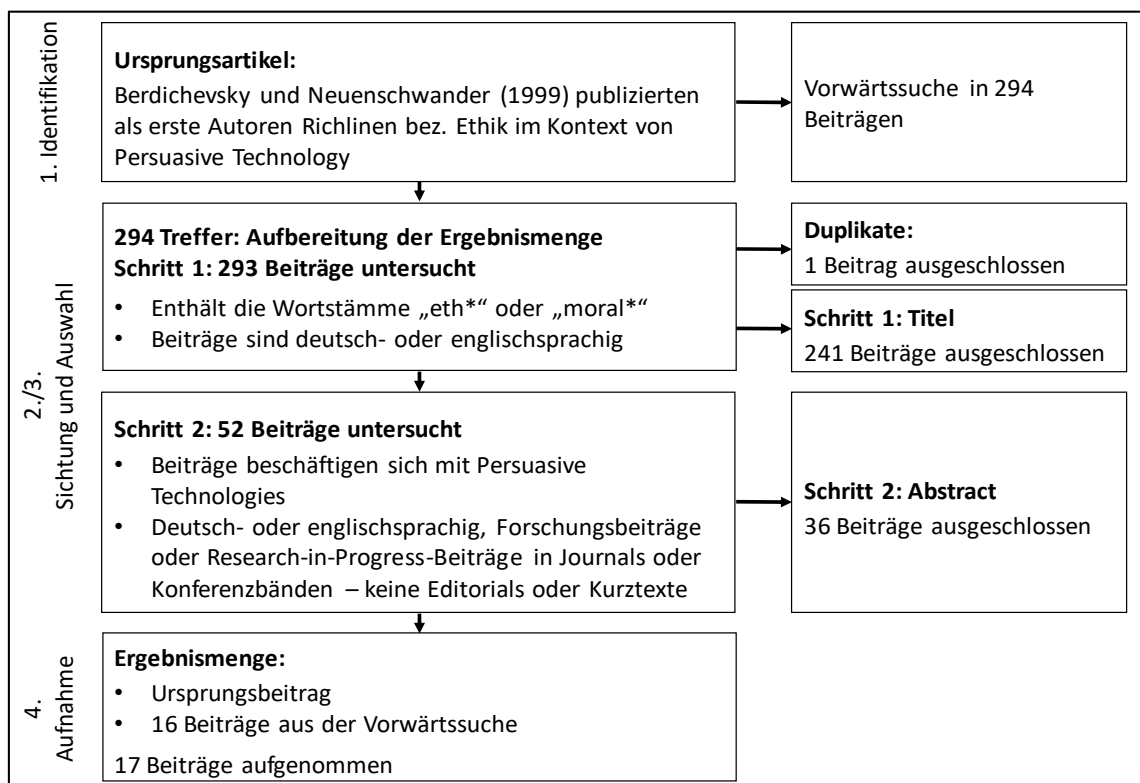 1. Identifikation
Ursprungsartikel:
Berdichevsky und Neuenschwander (1999) publizierten
als erste Autoren Richlinen bez. Ethik im Kontext von
Persuasive Technology
Vorwärtssuche in 294
Beiträgen
2./3.
Sichtung und Auswahl
294 Treffer: Aufbereitung der Ergebnismenge
Schritt 1: 293 Beiträge untersucht
• Enthält die Wortstämme „eth*“ oder „moral*“
• Beiträge sind deutsch- oder englischsprachig
Duplikate:
1 Beitrag ausgeschlossen
Schritt 1: Titel
241 Beiträge ausgeschlossen
Schritt 2: 52 Beiträge untersucht
• Beiträge beschäftigen sich mit Persuasive
Technologies
• Deutsch- oder englischsprachig, Forschungsbeiträge
oder Research-in-Progress-Beiträge in Journals oder
Konferenzbänden – keine Editorials oder Kurztexte
Schritt 2: Abstract
36 Beiträge ausgeschlossen
4.
Aufnahme
Ergebnismenge:
• Ursprungsbeitrag
• 16 Beiträge aus der Vorwärtssuche
17 Beiträge aufgenommen